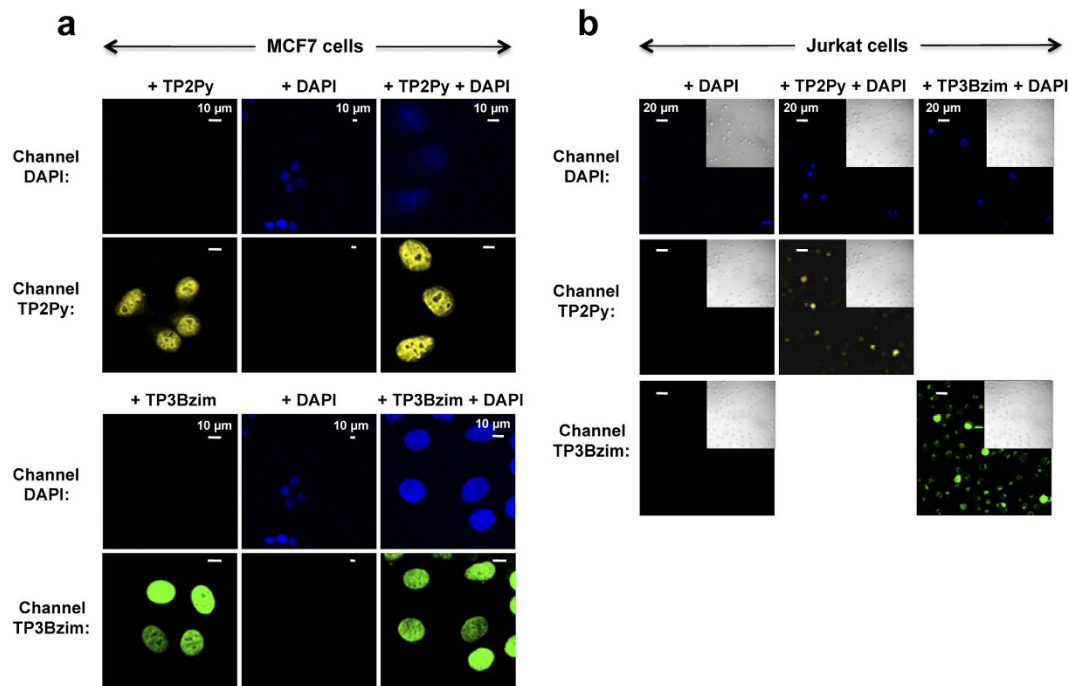 a
MCF7 cells
+ TP2Py + DAPI + TP2Py + DAPI
10 µm 10 µm 10 µm
Channel
DAPI:
Channel
TP2Py:
+ TP3Bzim + DAPI + TP3Bzim + DAPI
10 µm 10 µm 10 µm
Channel
DAPI:
Channel
TP3Bzim:
b
Jurkat cells
+ DAPI + TP2Py + DAPI + TP3Bzim + DAPI
20 µm 20 µm 20 µm
Channel
DAPI:
Channel
TP2Py:
Channel
TP3Bzim: